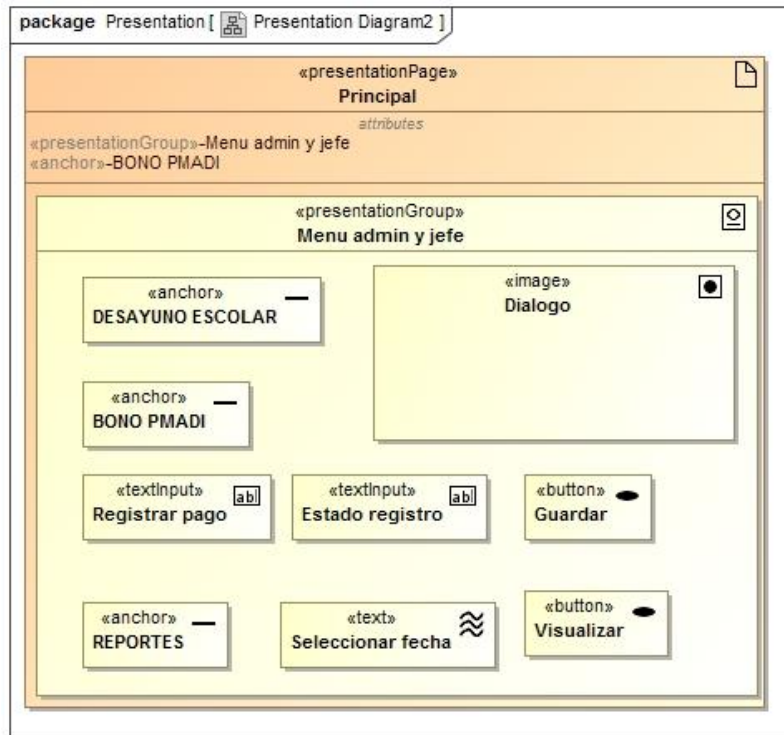 package Presentation [ Presentation Diagram2 ]
«presentationPage»
Principal
attributes
«presentationGroup»-Menu admin y jefe
«anchor»-BONO PMADI
«presentationGroup»
Menu admin y jefe
«anchor»
DESAYUNO ESCOLAR
«image»
Dialogo
«anchor»
BONO PMADI
«textInput» ab
Registrar pago
«textInput» ab
Estado registro
«button»
Guardar
«anchor»
REPORTES
«text»
Seleccionar fecha
«button»
Visualizar